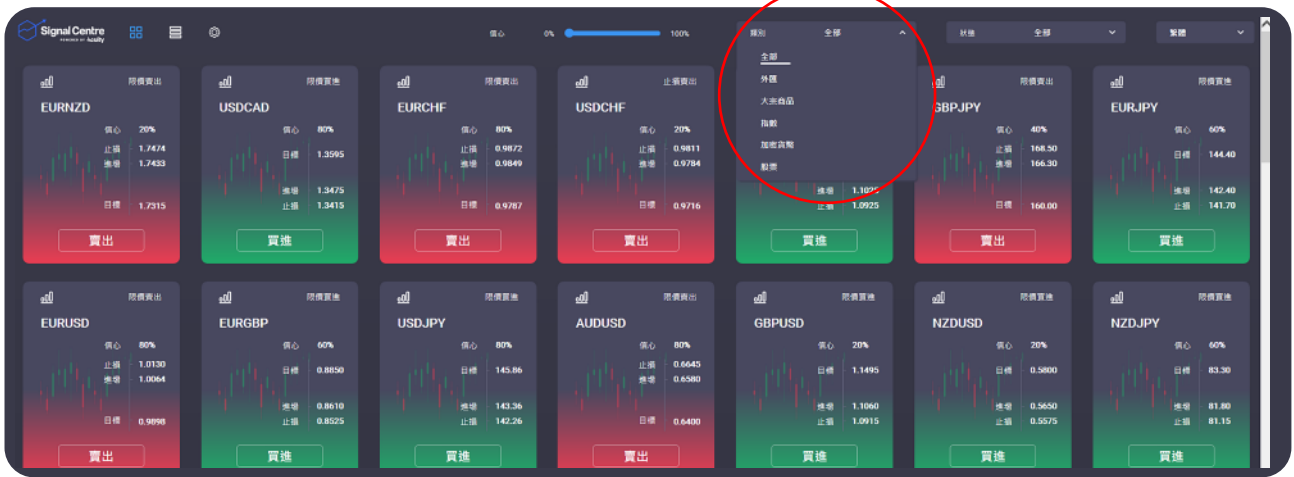 Signal Centre
POWERED BY Acuity
信心 0% 100%
類別 全部
狀態 全部
繁體
全部
外匯
大宗商品
指數
加密貨幣
股票
限價賣出
EURNZD
信心 20%
止損 1.7474
進場 1.7433
目標 1.7315
賣出
限價買進
USDCAD
信心 80%
目標 1.3595
進場 1.3475
止損 1.3415
買進
限價賣出
EURCHF
信心 80%
止損 0.9872
進場 0.9849
目標 0.9787
賣出
止損賣出
USDCHF
信心 20%
止損 0.9811
進場 0.9784
目標 0.9716
賣出
進場 1.1025
止損 1.0925
買進
限價賣出
GBPJPY
信心 40%
止損 168.50
進場 166.30
目標 160.00
賣出
限價買進
EURJPY
信心 60%
目標 144.40
進場 142.40
止損 141.70
買進
限價賣出
EURUSD
信心 80%
止損 1.0130
進場 1.0064
目標 0.9898
賣出
限價買進
EURGBP
信心 60%
目標 0.8850
進場 0.8610
止損 0.8525
買進
限價買進
USDJPY
信心 80%
目標 145.86
進場 143.36
止損 142.26
買進
限價賣出
AUDUSD
信心 80%
止損 0.6645
進場 0.6580
目標 0.6400
賣出
限價買進
GBPUSD
信心 20%
目標 1.1495
進場 1.1060
止損 1.0915
買進
限價買進
NZDUSD
信心 20%
目標 0.5800
進場 0.5650
止損 0.5575
買進
限價買進
NZDJPY
信心 60%
目標 83.30
進場 81.80
止損 81.15
買進